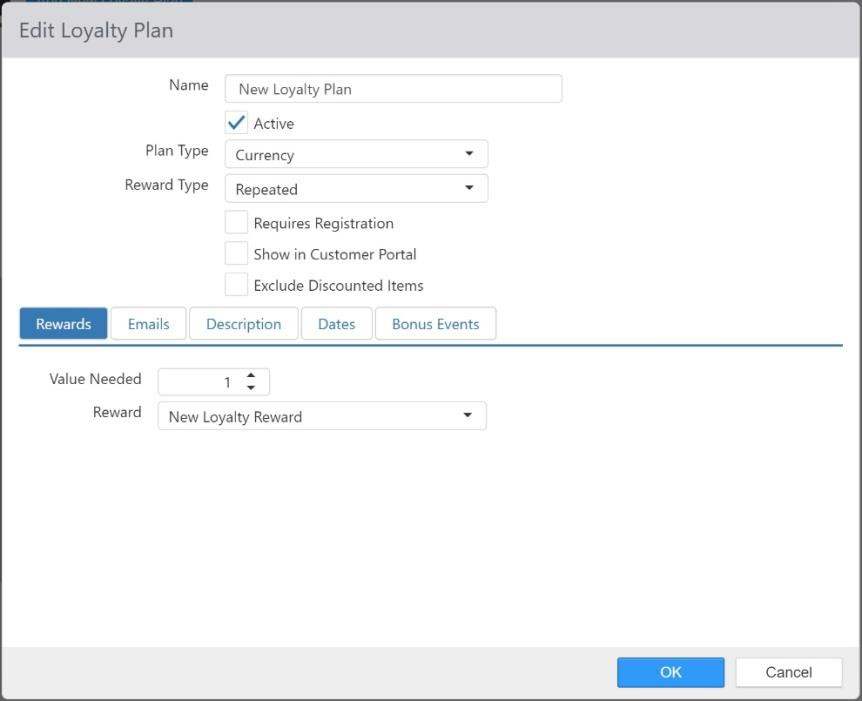 Edit Loyalty Plan
Name New Loyalty Plan
Active
Plan Type Currency
Reward Type Repeated
Requires Registration
Show in Customer Portal
Exclude Discounted Items
Rewards Emails Description Dates Bonus Events
Value Needed 1
Reward New Loyalty Reward
OK Cancel